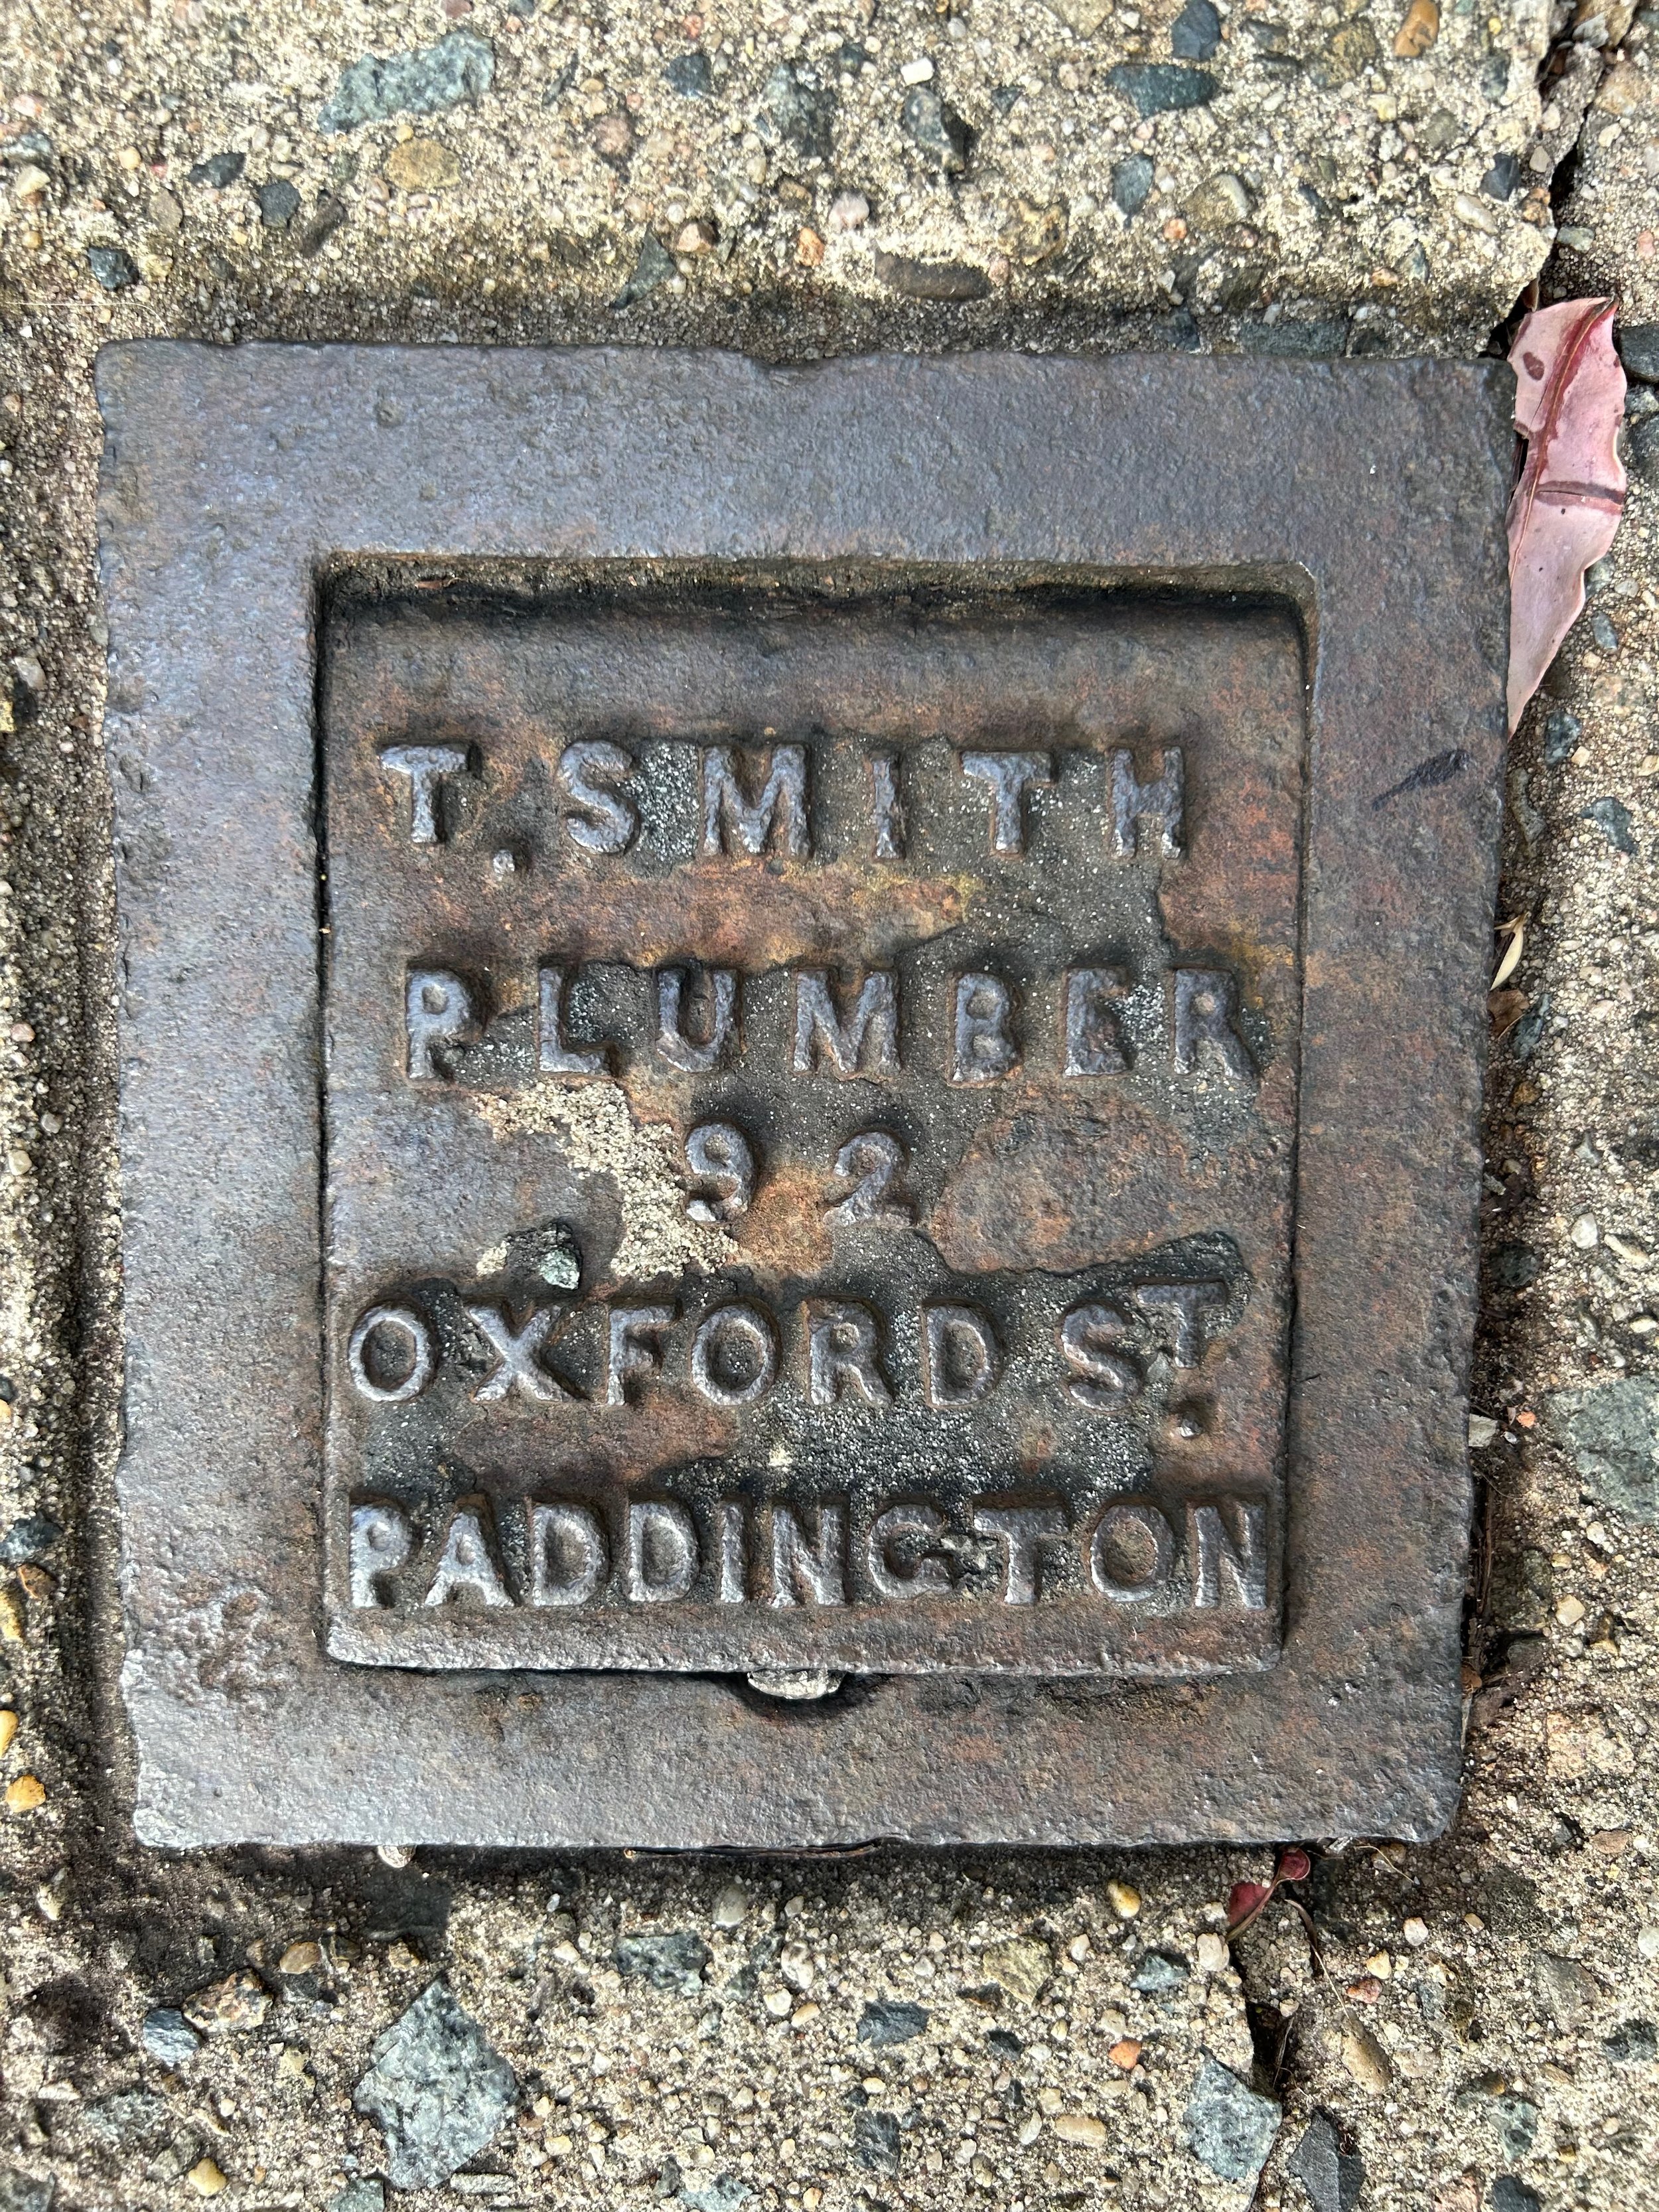 T. SMITH
PLUMBER
92
OXFORD ST.
PADDINGTON